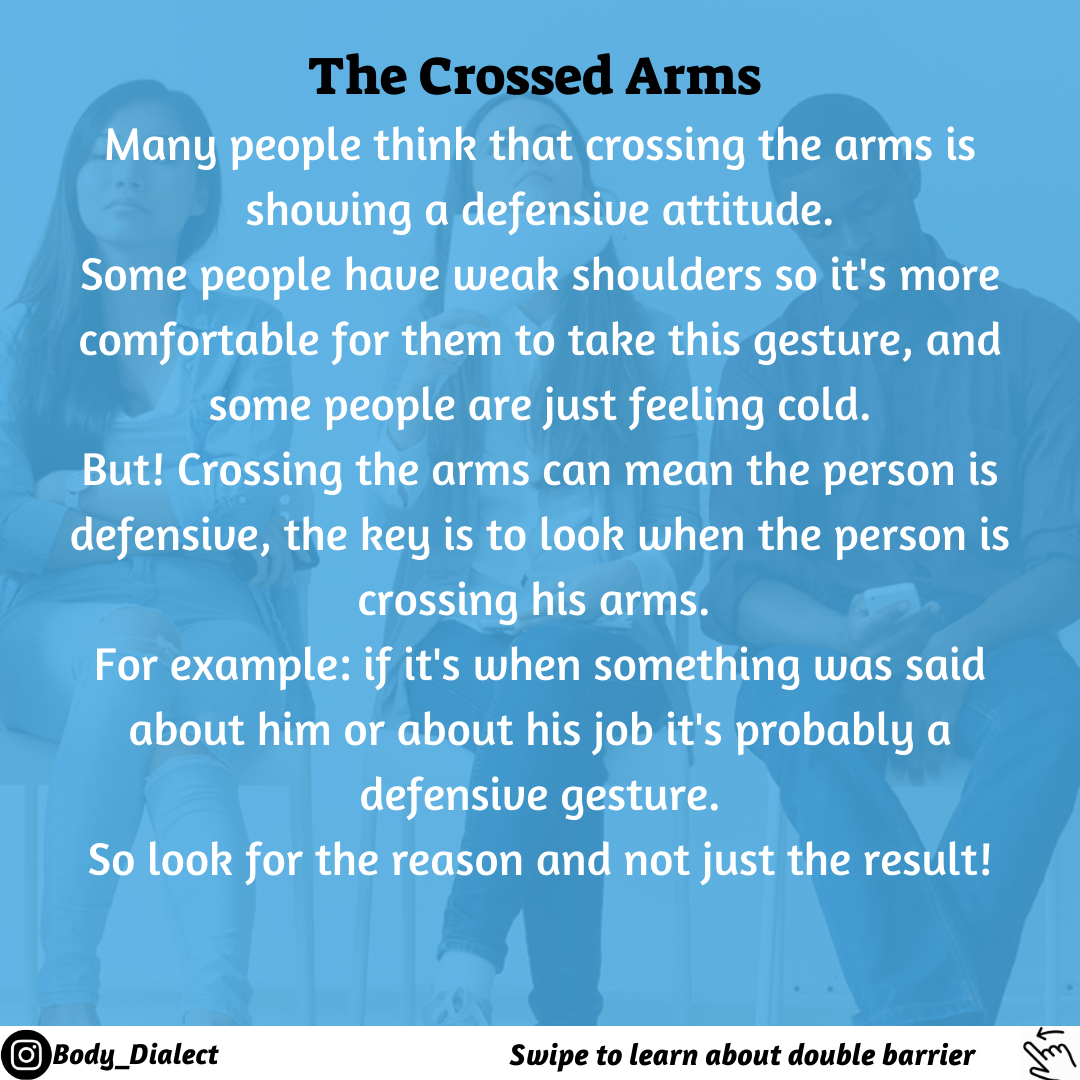 The Crossed Arms
Many people think that crossing the arms is
showing a defensive attitude.
Some people have weak shoulders so it's more
comfortable for them to take this gesture, and
some people are just feeling cold.
But! Crossing the arms can mean the person is
defensive, the key is to look when the person is
crossing his arms.
For example: if it's when something was said
about him or about his job it's probably a
defensive gesture.
So look for the reason and not just the result!
Body_Dialect
Swipe to learn about double barrier